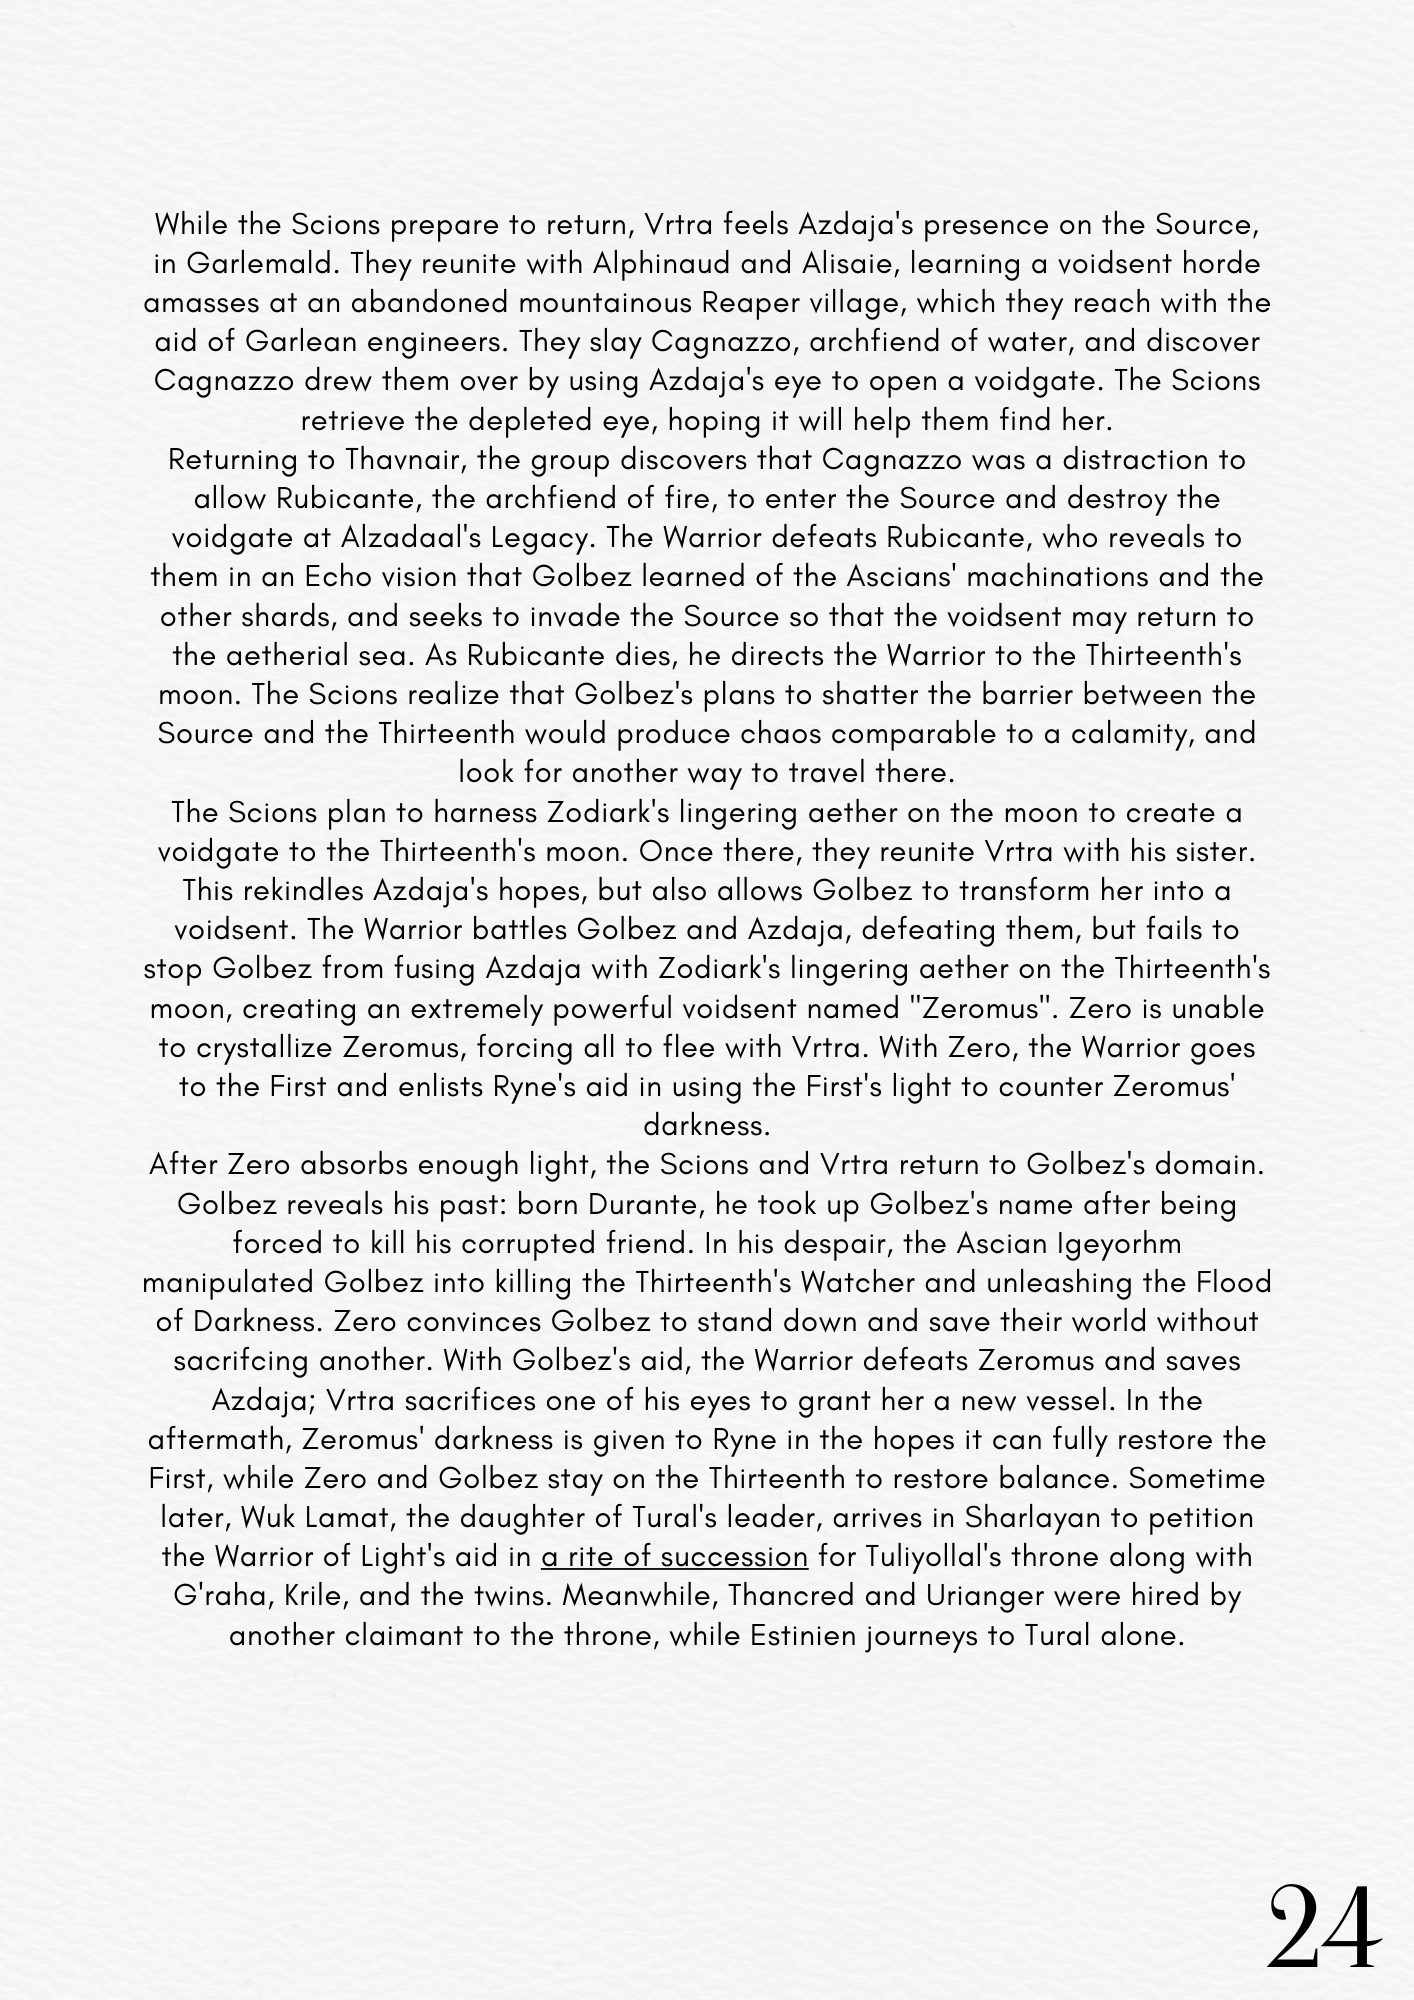 While the Scions prepare to return, Vrtra feels Azdaja's presence on the Source,
in Garlemald. They reunite with Alphinaud and Alisaie, learning a voidsent horde
amasses at an abandoned mountainous Reaper village, which they reach with the
aid of Garlean engineers. They slay Cagnazzo, archfiend of water, and discover
Cagnazzo drew them over by using Azdaja's eye to open a voidgate. The Scions
retrieve the depleted eye, hoping it will help them find her.
Returning to Thavnair, the group discovers that Cagnazzo was a distraction to
allow Rubicante, the archfiend of fire, to enter the Source and destroy the
voidgate at Alzadaal's Legacy. The Warrior defeats Rubicante, who reveals to
them in an Echo vision that Golbez learned of the Ascians' machinations and the
other shards, and seeks to invade the Source so that the voidsent may return to
the aetherial sea. As Rubicante dies, he directs the Warrior to the Thirteenth's
moon. The Scions realize that Golbez's plans to shatter the barrier between the
Source and the Thirteenth would produce chaos comparable to a calamity, and
look for another way to travel there.
The Scions plan to harness Zodiark's lingering aether on the moon to create a
voidgate to the Thirteenth's moon. Once there, they reunite Vrtra with his sister.
This rekindles Azdaja's hopes, but also allows Golbez to transform her into a
voidsent. The Warrior battles Golbez and Azdaja, defeating them, but fails to
stop Golbez from fusing Azdaja with Zodiark's lingering aether on the Thirteenth's
moon, creating an extremely powerful voidsent named "Zeromus". Zero is unable
to crystallize Zeromus, forcing all to flee with Vrtra. With Zero, the Warrior goes
to the First and enlists Ryne's aid in using the First's light to counter Zeromus'
darkness.
After Zero absorbs enough light, the Scions and Vrtra return to Golbez's domain.
Golbez reveals his past: born Durante, he took up Golbez's name after being
forced to kill his corrupted friend. In his despair, the Ascian Igeyorhm
manipulated Golbez into killing the Thirteenth's Watcher and unleashing the Flood
of Darkness. Zero convinces Golbez to stand down and save their world without
sacrifcing another. With Golbez's aid, the Warrior defeats Zeromus and saves
Azdaja; Vrtra sacrifices one of his eyes to grant her a new vessel. In the
aftermath, Zeromus' darkness is given to Ryne in the hopes it can fully restore the
First, while Zero and Golbez stay on the Thirteenth to restore balance. Sometime
later, Wuk Lamat, the daughter of Tural's leader, arrives in Sharlayan to petition
the Warrior of Light's aid in a rite of succession for Tuliyollal's throne along with
G'raha, Krile, and the twins. Meanwhile, Thancred and Urianger were hired by
another claimant to the throne, while Estinien journeys to Tural alone.
24